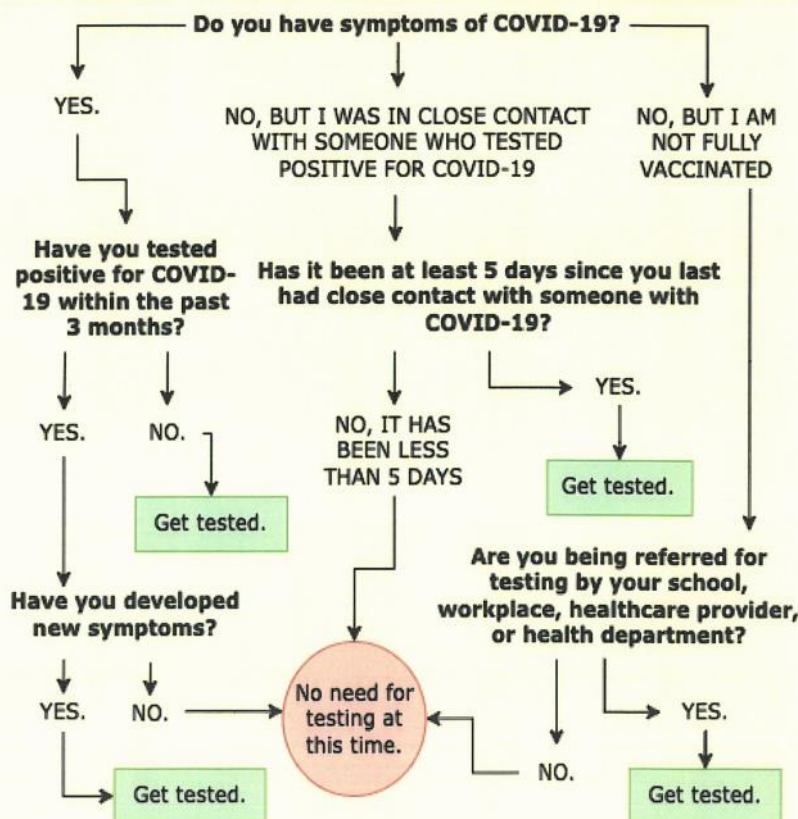 Do you have symptoms of COVID-19?
YES.
NO, BUT I WAS IN CLOSE CONTACT
WITH SOMEONE WHO TESTED
POSITIVE FOR COVID-19
NO, BUT I AM
NOT FULLY
VACCINATED
Have you tested
positive for COVID-
19 within the past
3 months?
Has it been at least 5 days since you last
had close contact with someone with
COVID-19?
YES.
NO.
NO, IT HAS
BEEN LESS
THAN 5 DAYS
YES.
Get tested.
Get tested.
Are you being referred for
testing by your school,
workplace, healthcare provider,
or health department?
Have you developed
new symptoms?
YES.
NO.
No need for
testing at
this time.
NO.
YES.
Get tested.
Get tested.